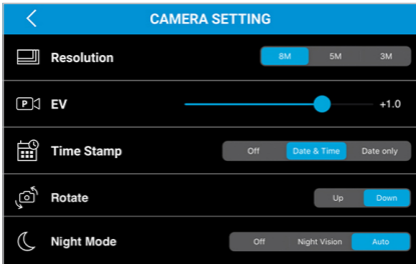 CAMERA SETTING
Resolution 8M 5M 3M
P EV +1.0
Time Stamp Off Date & Time Date only
Rotate Up Down
Night Mode Off Night Vision Auto